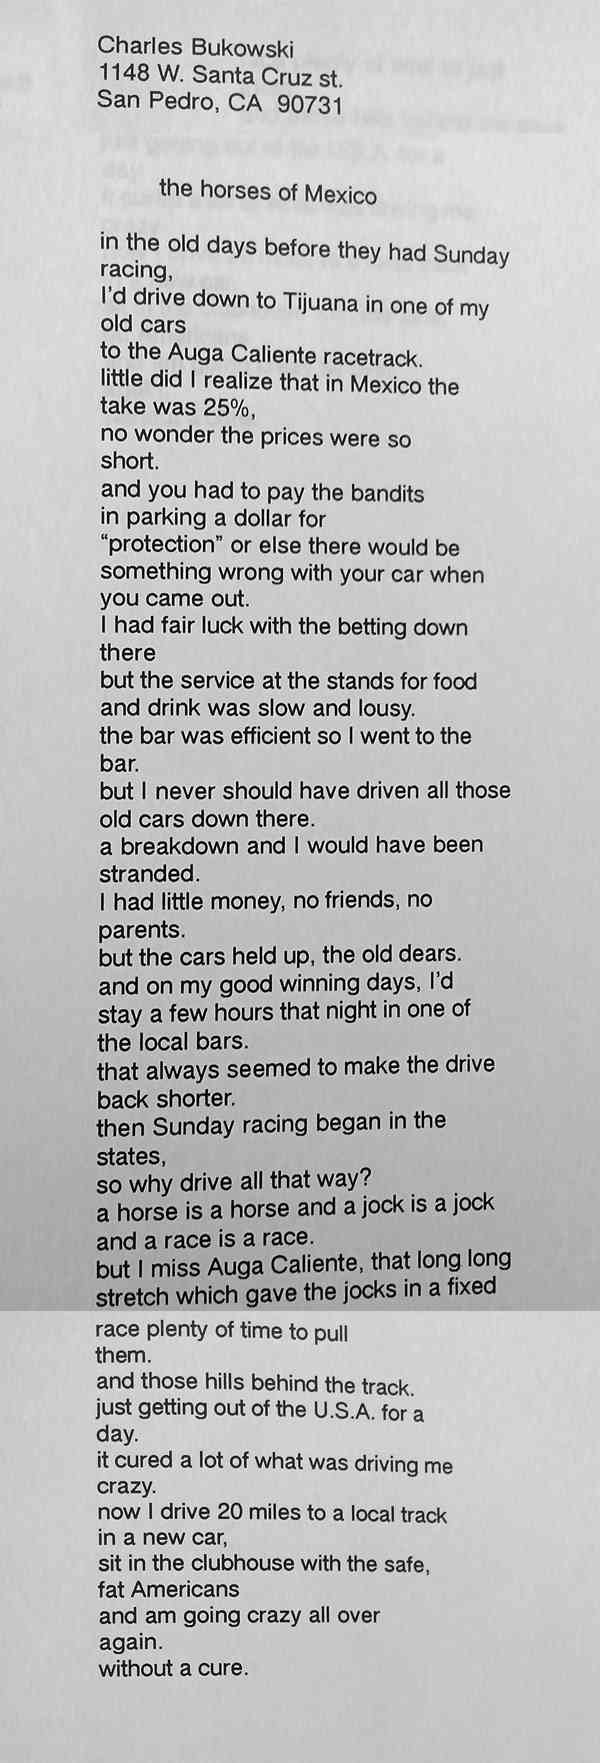 Charles Bukowski
1148 W. Santa Cruz st.
San Pedro, CA  90731
the horses of Mexico
in the old days before they had Sunday
racing,
I'd drive down to Tijuana in one of my
old cars
to the Auga Caliente racetrack.
little did I realize that in Mexico the
take was 25%,
no wonder the prices were so
short.
and you had to pay the bandits
in parking a dollar for
“protection” or else there would be
something wrong with your car when
you came out.
I had fair luck with the betting down
there
but the service at the stands for food
and drink was slow and lousy.
the bar was efficient so I went to the
bar.
but I never should have driven all those
old cars down there.
a breakdown and I would have been
stranded.
I had little money, no friends, no
parents.
but the cars held up, the old dears.
and on my good winning days, I'd
stay a few hours that night in one of
the local bars.
that always seemed to make the drive
back shorter.
then Sunday racing began in the
states,
so why drive all that way?
a horse is a horse and a jock is a jock
and a race is a race.
but I miss Auga Caliente, that long long
stretch which gave the jocks in a fixed
race plenty of time to pull
them.
and those hills behind the track.
just getting out of the U.S.A. for a
day.
it cured a lot of what was driving me
crazy.
now I drive 20 miles to a local track
in a new car,
sit in the clubhouse with the safe,
fat Americans
and am going crazy all over
again.
without a cure.